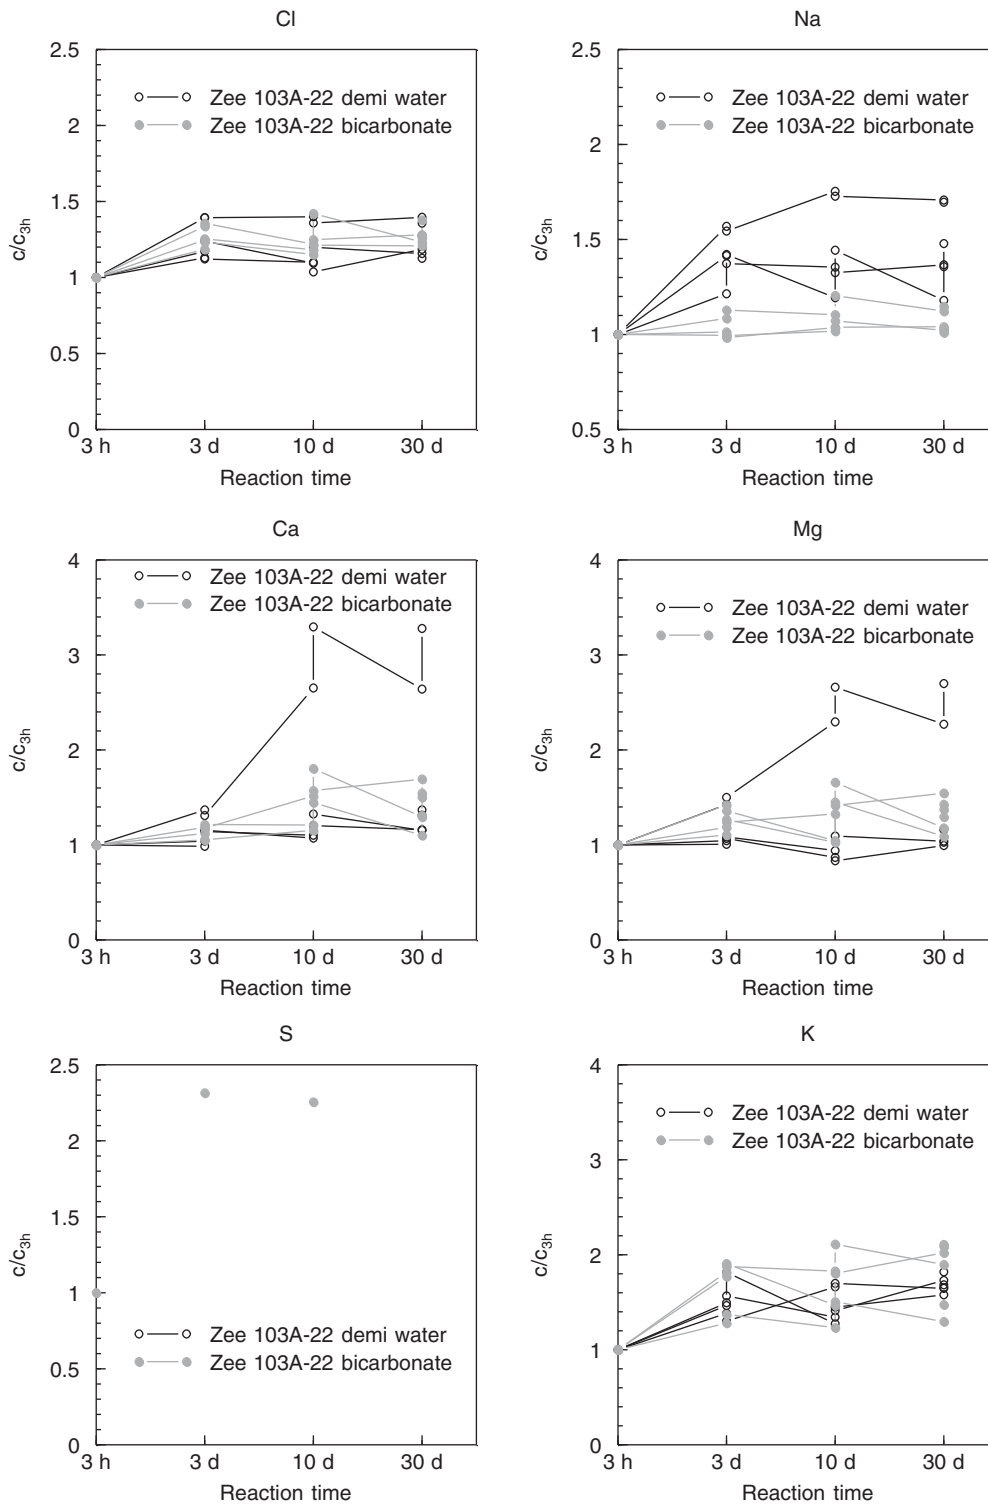 Cl
2.5
2
1.5
1
0.5
0
c/c3h
Zee 103A-22 demi water
Zee 103A-22 bicarbonate
3 h 3 d 10 d 30 d
Reaction time
Na
2.5
2
1.5
1
0.5
c/c3h
Zee 103A-22 demi water
Zee 103A-22 bicarbonate
3 h 3 d 10 d 30 d
Reaction time
Ca
4
3
2
1
0
c/c3h
Zee 103A-22 demi water
Zee 103A-22 bicarbonate
3 h 3 d 10 d 30 d
Reaction time
Mg
4
3
2
1
0
c/c3h
Zee 103A-22 demi water
Zee 103A-22 bicarbonate
3 h 3 d 10 d 30 d
Reaction time
S
2.5
2
1.5
1
0.5
0
c/c3h
Zee 103A-22 demi water
Zee 103A-22 bicarbonate
3 h 3 d 10 d 30 d
Reaction time
K
4
3
2
1
0
c/c3h
Zee 103A-22 demi water
Zee 103A-22 bicarbonate
3 h 3 d 10 d 30 d
Reaction time